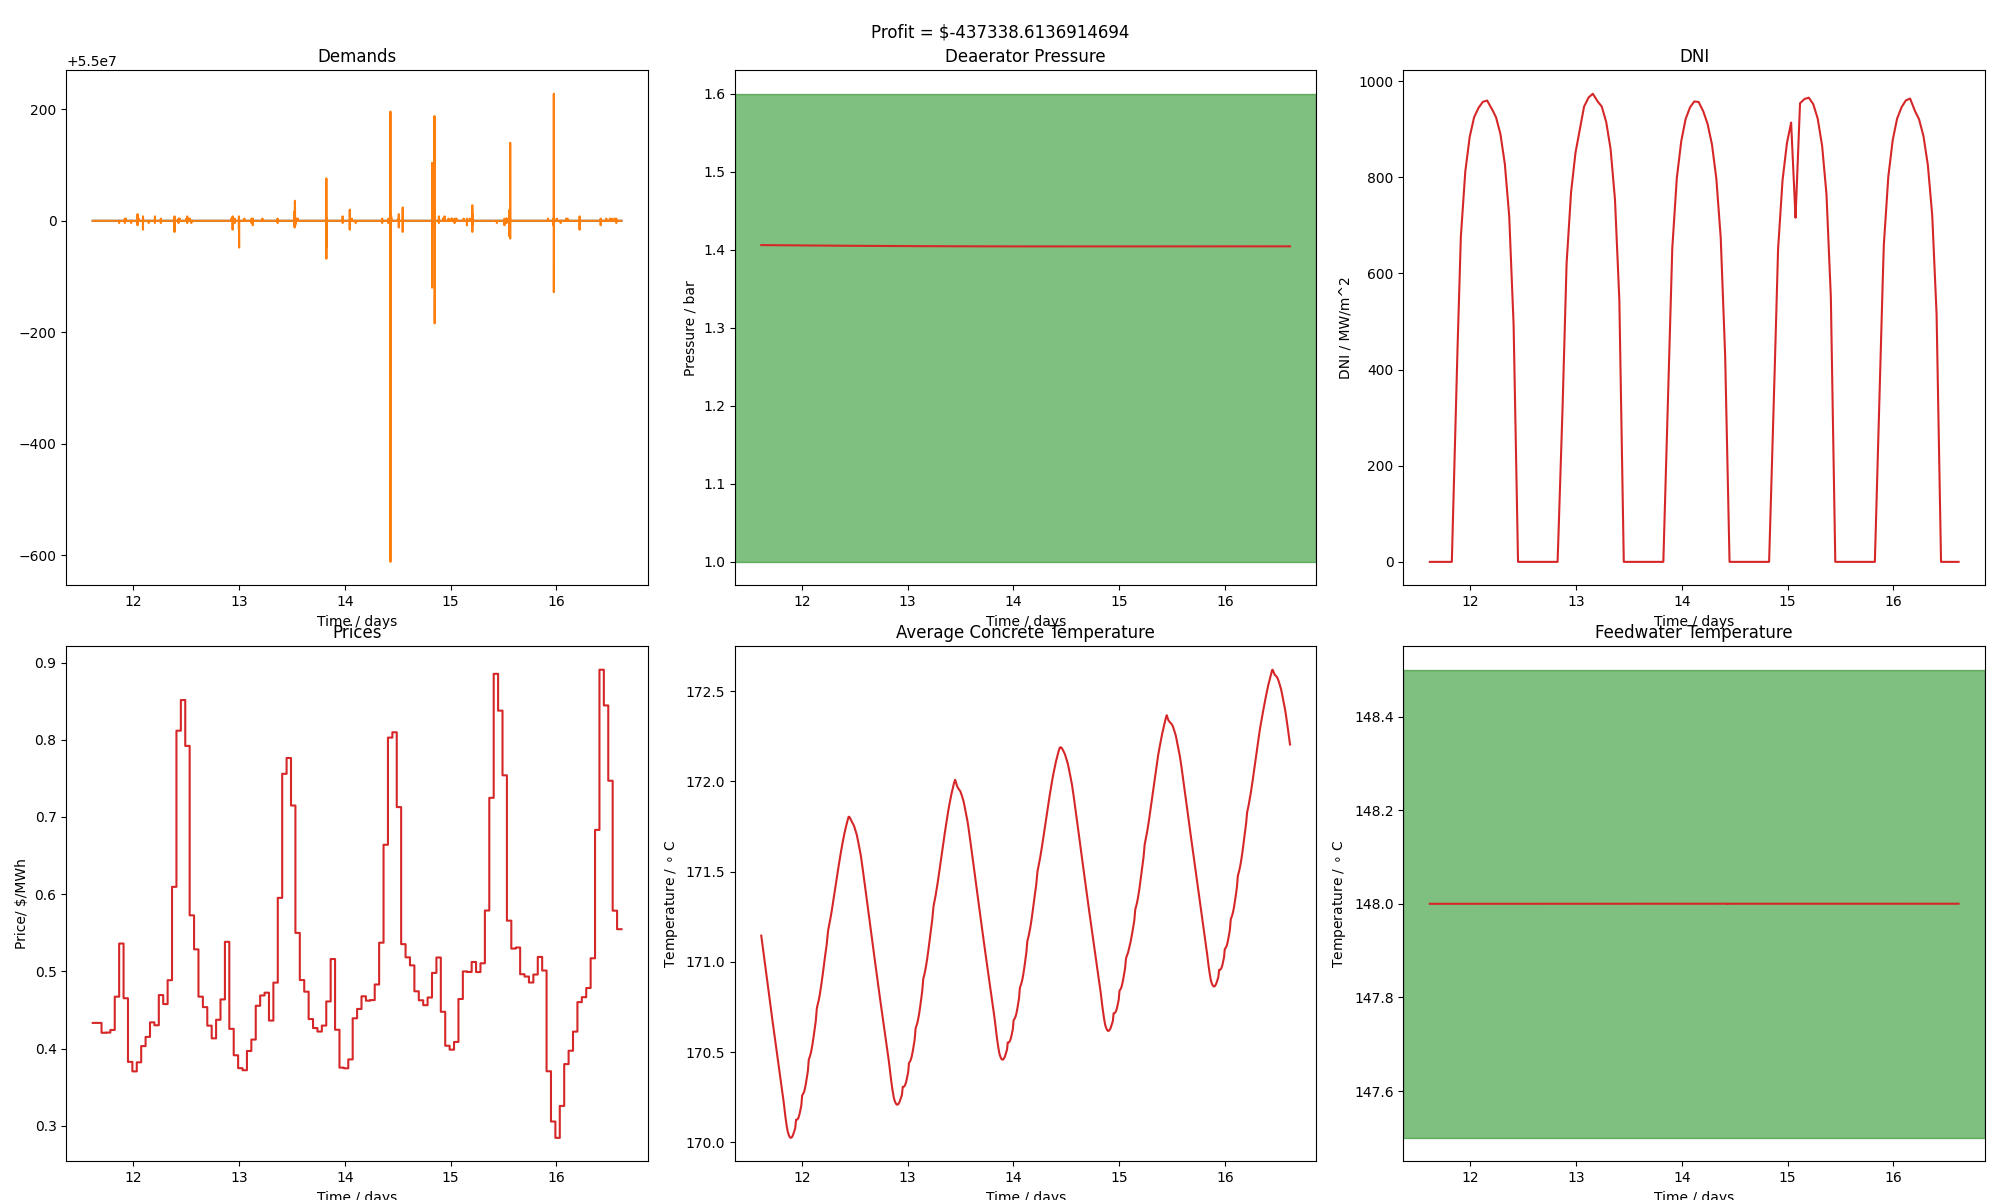 Profit = $-437338.6136914694
Demands
+5.5e7
200
0
−200
−400
−600
12 13 14 15 16
Time / days
Deaerator Pressure
Pressure / bar
1.6
1.5
1.4
1.3
1.2
1.1
1.0
12 13 14 15 16
Time / days
DNI
DNI / MW/m^2
1000
800
600
400
200
0
12 13 14 15 16
Time / days
Prices
Price/ $/MWh
0.9
0.8
0.7
0.6
0.5
0.4
0.3
12 13 14 15 16
Time / days
Average Concrete Temperature
Temperature / ∘ C
172.5
172.0
171.5
171.0
170.5
170.0
12 13 14 15 16
Time / days
Feedwater Temperature
Temperature / ∘ C
148.4
148.2
148.0
147.8
147.6
12 13 14 15 16
Time / days